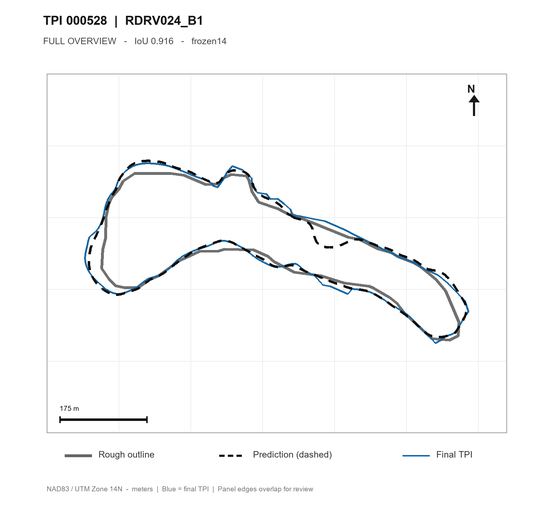 TPI 000528 | RDRV024_B1
FULL OVERVIEW - IoU 0.916 - frozen14
N
175 m
Rough outline
Prediction (dashed)
Final TPI
NAD83 / UTM Zone 14N - meters | Blue = final TPI | Panel edges overlap for review